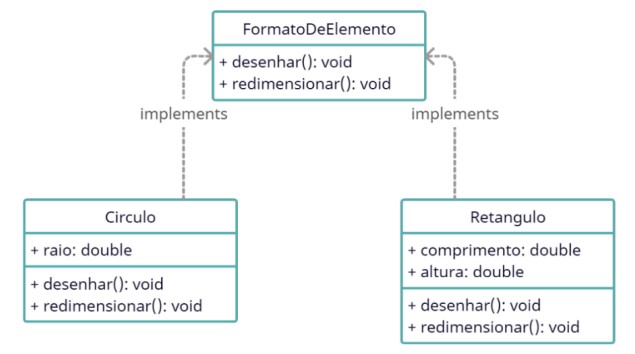 FormatoDeElemento
+ desenhar(): void
+ redimensionar(): void
implements
implements
Circulo
+ raio: double
+ desenhar(): void
+ redimensionar(): void
Retangulo
+ comprimento: double
+ altura: double
+ desenhar(): void
+ redimensionar(): void